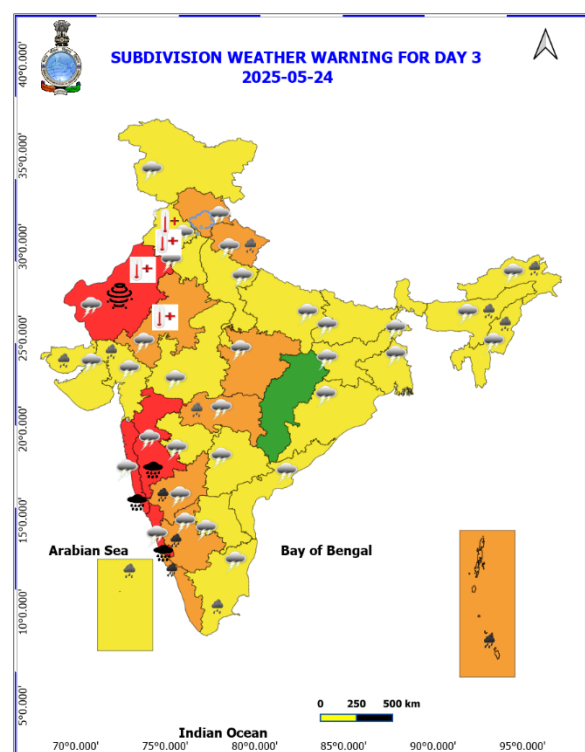 SUBDIVISION WEATHER WARNING FOR DAY 3
2025-05-24
40°0.000'
35°0.000'
30°0.000'
25°0.000'
20°0.000'
15°0.000'
10°0.000'
5°0.000'
Arabian Sea
Bay of Bengal
0 250 500 km
Indian Ocean
70°0.000' 75°0.000' 80°0.000' 85°0.000' 90°0.000' 95°0.000'